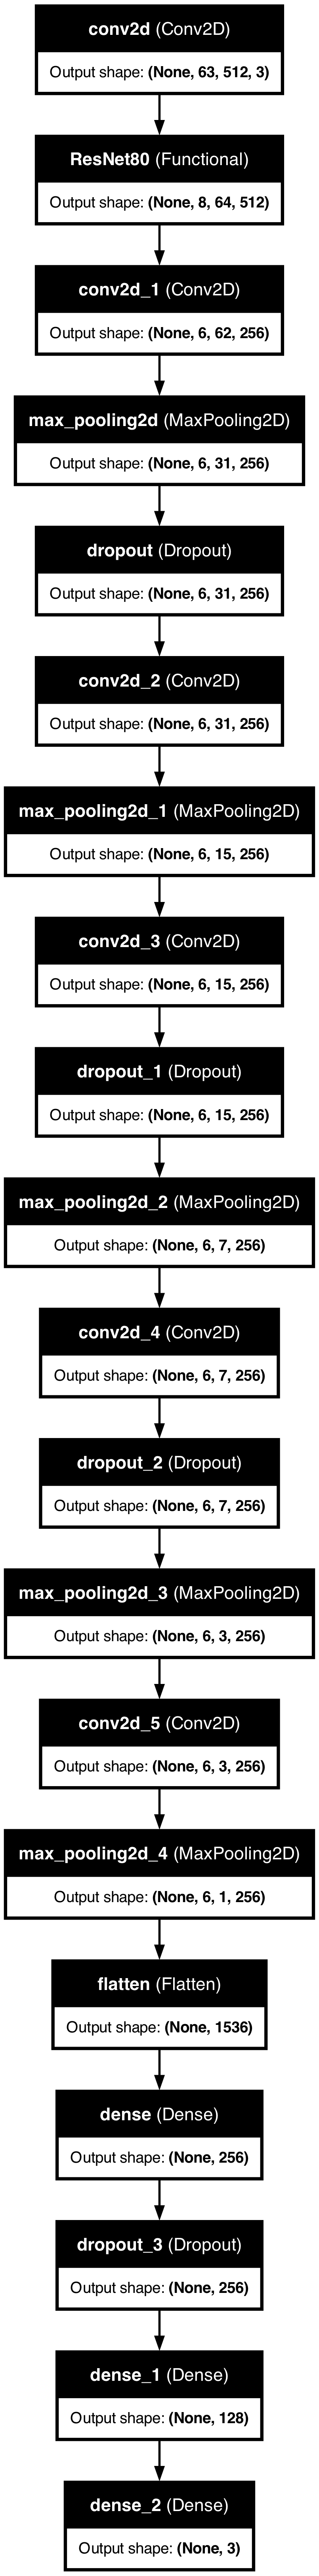 conv2d (Conv2D)
Output shape: (None, 63, 512, 3)
ResNet80 (Functional)
Output shape: (None, 8, 64, 512)
conv2d_1 (Conv2D)
Output shape: (None, 6, 62, 256)
max_pooling2d (MaxPooling2D)
Output shape: (None, 6, 31, 256)
dropout (Dropout)
Output shape: (None, 6, 31, 256)
conv2d_2 (Conv2D)
Output shape: (None, 6, 31, 256)
max_pooling2d_1 (MaxPooling2D)
Output shape: (None, 6, 15, 256)
conv2d_3 (Conv2D)
Output shape: (None, 6, 15, 256)
dropout_1 (Dropout)
Output shape: (None, 6, 15, 256)
max_pooling2d_2 (MaxPooling2D)
Output shape: (None, 6, 7, 256)
conv2d_4 (Conv2D)
Output shape: (None, 6, 7, 256)
dropout_2 (Dropout)
Output shape: (None, 6, 7, 256)
max_pooling2d_3 (MaxPooling2D)
Output shape: (None, 6, 3, 256)
conv2d_5 (Conv2D)
Output shape: (None, 6, 3, 256)
max_pooling2d_4 (MaxPooling2D)
Output shape: (None, 6, 1, 256)
flatten (Flatten)
Output shape: (None, 1536)
dense (Dense)
Output shape: (None, 256)
dropout_3 (Dropout)
Output shape: (None, 256)
dense_1 (Dense)
Output shape: (None, 128)
dense_2 (Dense)
Output shape: (None, 3)